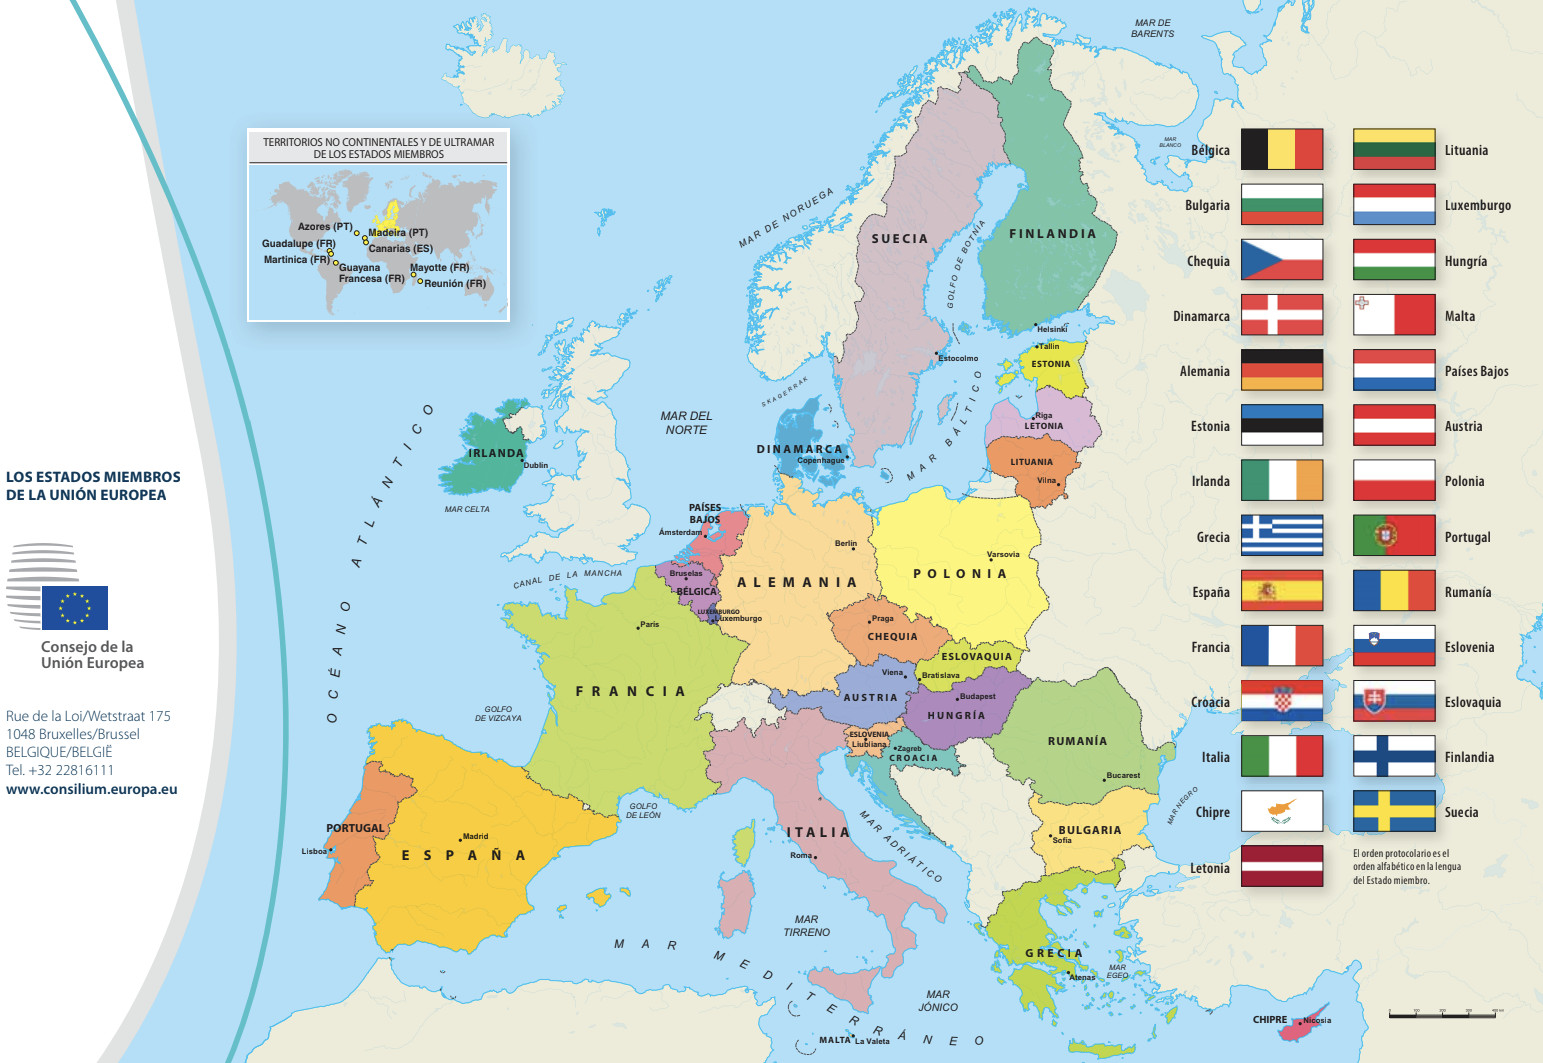 LOS ESTADOS MIEMBROS
DE LA UNIÓN EUROPEA
Consejo de la
Unión Europea
Rue de la Loi/Wetstraat 175
1048 Bruxelles/Brussel
BELGIQUE/BELGIË
Tel. +32 22816111
www.consilium.europa.eu
TERRITORIOS NO CONTINENTALES Y DE ULTRAMAR
DE LOS ESTADOS MIEMBROS
Azores (PT)
Madeira (PT)
Guadalupe (FR)
Canarias (ES)
Martinica (FR)
Guayana
Francesa (FR)
Mayotte (FR)
Reunión (FR)
MAR DE
BARENTS
MAR
BLANCO
MAR DE NORUEGA
SUECIA
FINLANDIA
GOLFO DE BOTNIA
Helsinki
Tallin
Estocolmo
ESTONIA
SKAGERRAK
MAR BÁLTICO
Riga
LETONIA
MAR DEL
NORTE
DINAMARCA
Copenhague
LITUANIA
Vilna
IRLANDA
Dublin
MAR CELTA
OCÉANO ATLÁNTICO
PAÍSES
BAJOS
Ámsterdam
Berlín
Varsovia
CANAL DE LA MANCHA
Bruselas
BÉLGICA
ALEMANIA
POLONIA
LUXEMBURGO
Luxemburgo
París
Praga
CHEQUIA
ESLOVAQUIA
Viena
Bratislava
FRANCIA
AUSTRIA
Budapest
HUNGRÍA
GOLFO
DE VIZCAYA
ESLOVENIA
Liubliana
Zagreb
CROACIA
RUMANÍA
Bucarest
GOLFO
DE LEÓN
MAR NEGRO
PORTUGAL
Lisboa
Madrid
ESPAÑA
ITALIA
Roma
MAR ADRIÁTICO
BULGARIA
Sofía
MAR
TIRRENO
MAR MEDITERRÁNEO
GRECIA
Atenas
MAR
EGEO
MAR
JÓNICO
MALTA
La Valeta
CHIPRE
Nicosia
Bélgica
Lituania
Bulgaria
Luxemburgo
Chequia
Hungría
Dinamarca
Malta
Alemania
Países Bajos
Estonia
Austria
Irlanda
Polonia
Grecia
Portugal
España
Rumanía
Francia
Eslovenia
Croacia
Eslovaquia
Italia
Finlandia
Chipre
Suecia
Letonia
El orden protocolario es el
orden alfabético en la lengua
del Estado miembro.